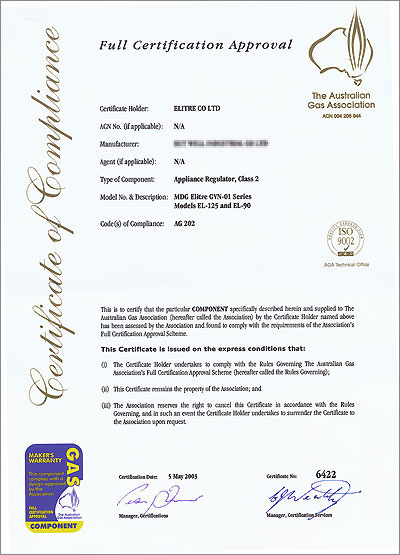 Certificate of Compliance
Full Certification Approval
The Australian
Gas Association
ACN 004 206 044
Certificate Holder: ELITRE CO LTD
AGN No. (if applicable): N/A
Manufacturer:
Agent (if applicable): N/A
Type of Component: Appliance Regulator, Class 2
Model No. & Description: MDG Elitre GVN-01 Series
Models EL-125 and EL-90
Code(s) of Compliance: AG 202
ISO
9002
AGA Technical Office
This is to certify that the particular COMPONENT specifically described herein and supplied to The
Australian Gas Association (hereafter called the Association) by the Certificate Holder named above
has been assessed by the Association and found to comply with the requirements of the Association's
Full Certification Approval Scheme.
This Certificate is issued on the express conditions that:
(i) The Certificate Holder undertakes to comply with the Rules Governing The Australian Gas
Association's Full Certification Approval Scheme (hereafter called the Rules Governing);
(ii) This Certificate remains the property of the Association; and
(iii) The Association reserves the right to cancel this Certificate in accordance with the Rules
Governing, and in such an event the Certificate Holder undertakes to surrender the Certificate to
the Association upon request.
MAKER'S
WARRANTY
This component
complies with a
design approved
by the
Association
FULL
CERTIFICATION
APPROVAL
GAS
The Australian
Gas Association
COMPONENT
Certification Date: 5 May 2003
Certificate No: 6422
Manager, Certifications
Manager, Certification Services